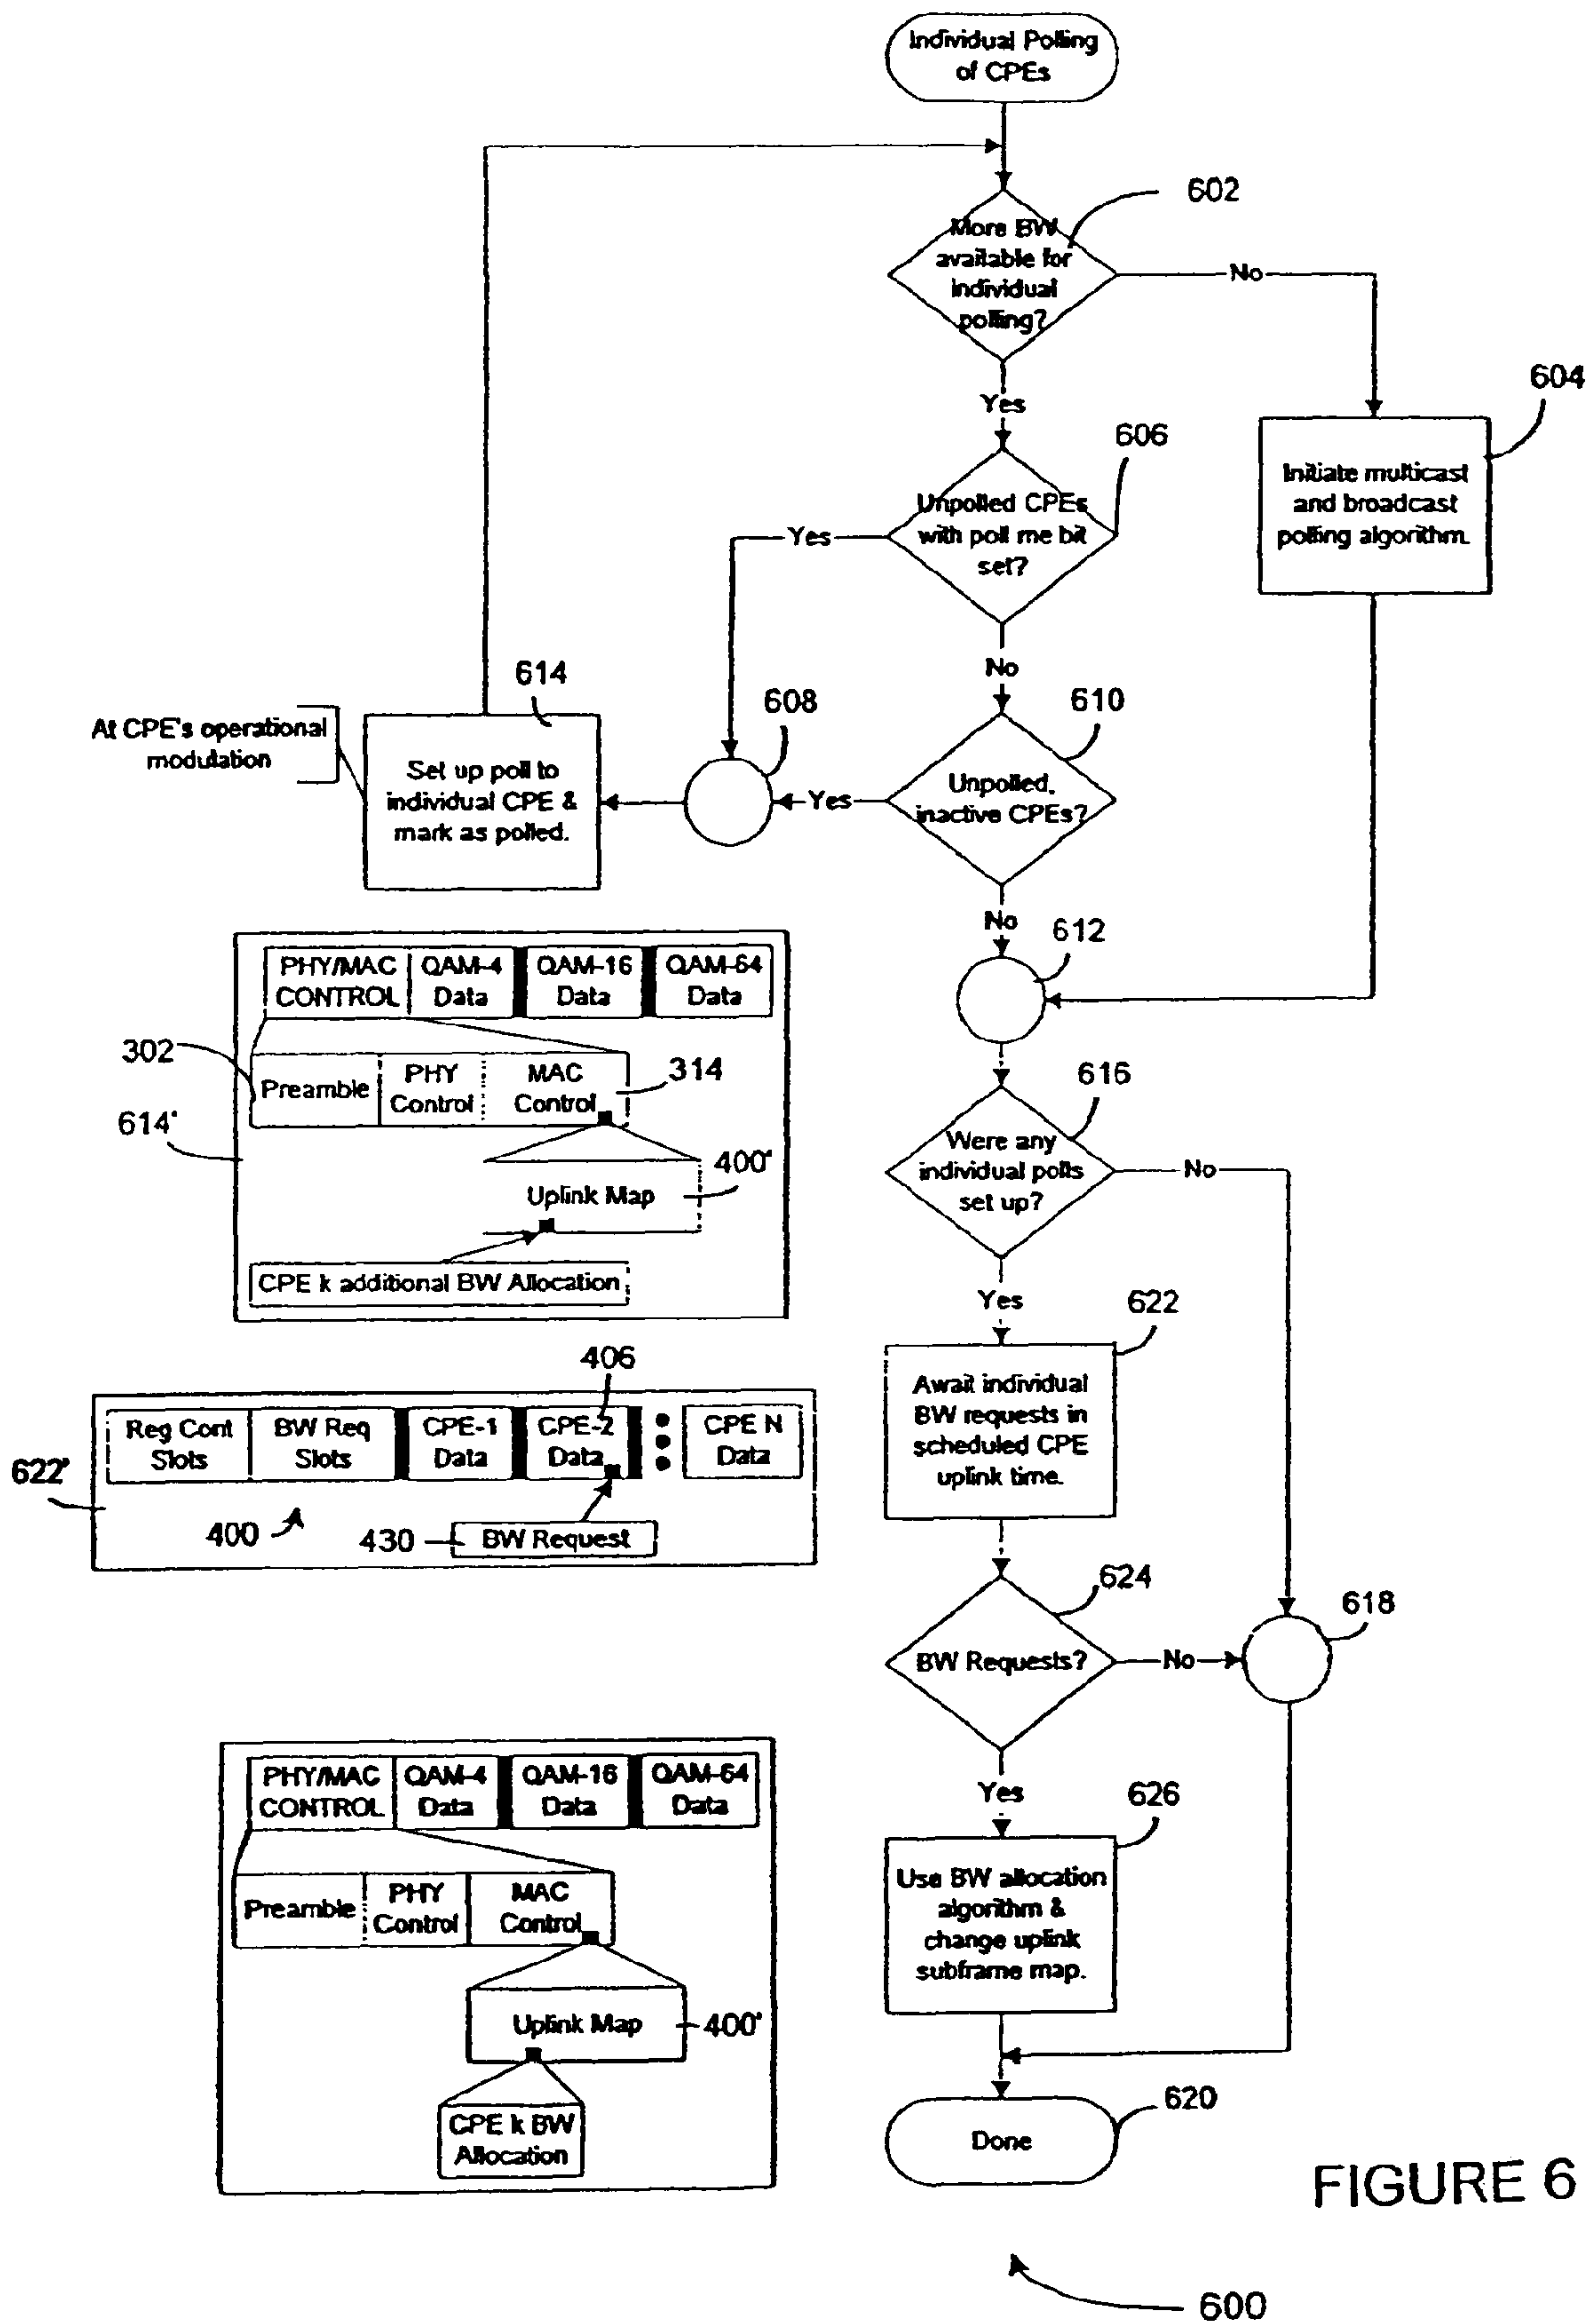 Individual Polling
of CPEs
602
More BW
available for
individual
polling?
No
Yes
604
Initiate multicast
and broadcast
polling algorithm.
606
Unpolled CPEs
with poll me bit
set?
Yes
No
614
608
610
At CPE's operational
modulation
Set up poll to
individual CPE &
mark as polled.
Yes
Unpolled,
inactive CPEs?
No
612
PHY/MAC
CONTROL
QAM-4
Data
QAM-16
Data
QAM-64
Data
302
Preamble
PHY
Control
MAC
Control
314
614'
Uplink Map
400'
CPE k additional BW Allocation
616
Were any
individual polls
set up?
No
Yes
622
Await individual
BW requests in
scheduled CPE
uplink time.
406
Reg Cont
Slots
BW Req
Slots
CPE-1
Data
CPE-2
Data
CPE N
Data
622'
400
430
BW Request
624
BW Requests?
No
618
Yes
626
Use BW allocation
algorithm &
change uplink
subframe map.
PHY/MAC
CONTROL
QAM-4
Data
QAM-16
Data
QAM-64
Data
Preamble
PHY
Control
MAC
Control
Uplink Map
400'
CPE k BW
Allocation
620
Done
FIGURE 6
600